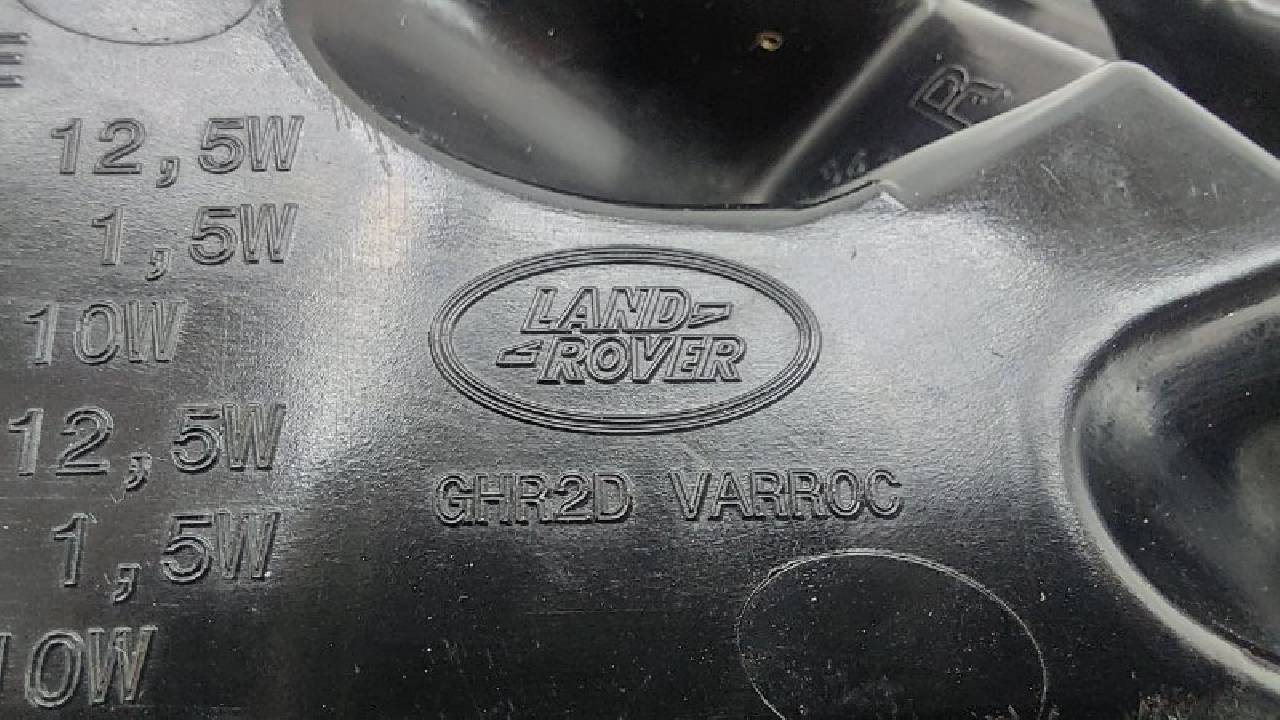 12,5W
1,5W
10W
12,5W
1,5W
10W
LAND
ROVER
GHR2D VARROC